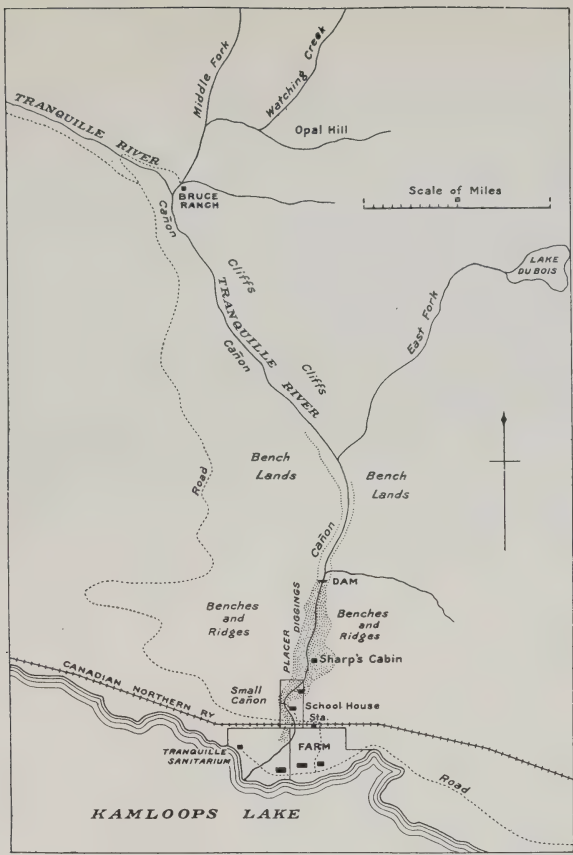 Middle Fork
Watching Creek
TRANQUILLE RIVER
Opal Hill
BRUCE
RANCH
Scale of Miles
Cañon
LAKE
DU BOIS
Cliffs
East Fork
TRANQUILLE RIVER
Cañon
Cliffs
Bench
Lands
Bench
Lands
Road
Cañon
DAM
PLACER DIGGINGS
Benches
and
Ridges
Benches
and
Ridges
Sharp's Cabin
CANADIAN NORTHERN RY
Small
Cañon
School House
Sta.
TRANQUILLE
SANITARIUM
FARM
Road
KAMLOOPS LAKE